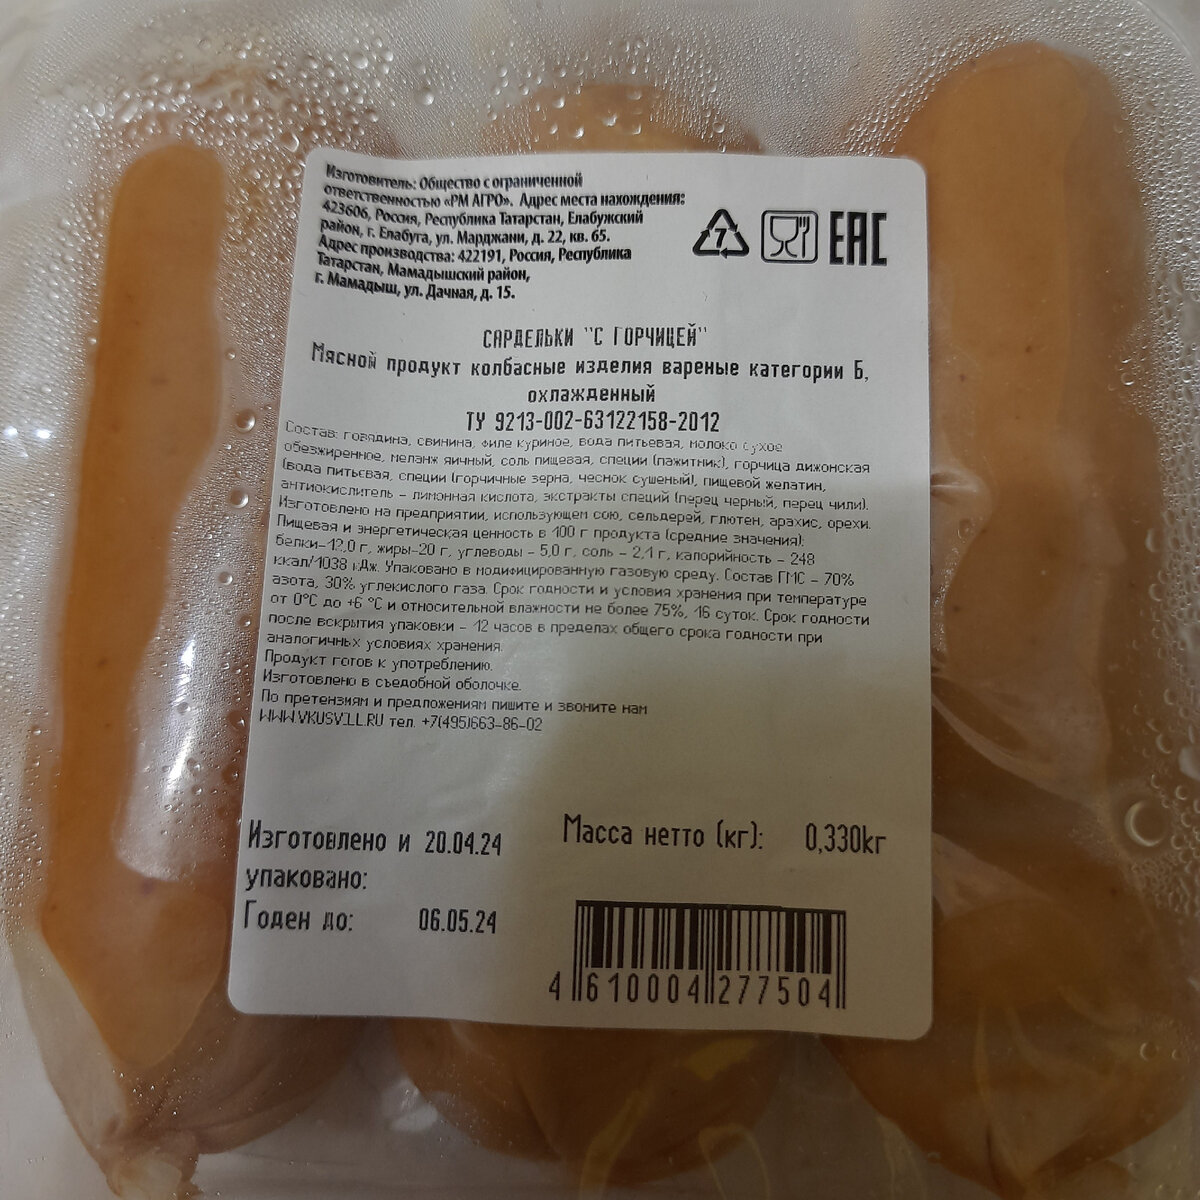 Изготовитель: Общество с ограниченной
ответственностью «РМ АГРО». Адрес места нахождения:
423606, Россия, Республика Татарстан, Елабужский
район, г. Елабуга, ул. Марджани, д. 22, кв. 65.
Адрес производства: 422191, Россия, Республика
Татарстан, Мамадышский район,
г. Мамадыш, ул. Дачная, д. 15.
7
EAC
САРДЕЛЬКИ "С ГОРЧИЦЕЙ"
Мясной продукт колбасные изделия вареные категории Б,
охлажденный
ТУ 9213-002-63122158-2012
Состав: говядина, свинина, филе куриное, вода питьевая, молоко сухое
обезжиренное, меланж яичный, соль пищевая, специи (пажитник), горчица дижонская
(вода питьевая, специи (горчичные зерна, чеснок сушеный), пищевой желатин,
антиокислитель – лимонная кислота, экстракты специй (перец черный, перец чили).
Изготовлено на предприятии, использующем сою, сельдерей, глютен, арахис, орехи.
Пищевая и энергетическая ценность в 100 г продукта (средние значения):
белки–12,0 г, жиры–20 г, углеводы – 5,0 г, соль – 2,1 г, калорийность – 248
ккал/1038 кДж. Упаковано в модифицированную газовую среду. Состав ГМС – 70%
азота, 30% углекислого газа. Срок годности и условия хранения при температуре
от 0°С до +6 °С и относительной влажности не более 75%, 16 суток. Срок годности
после вскрытия упаковки – 12 часов в пределах общего срока годности при
аналогичных условиях хранения.
Продукт готов к употреблению.
Изготовлено в съедобной оболочке.
По претензиям и предложениям пишите и звоните нам
WWW.VKUSVILL.RU тел. +7(495)663-86-02
Изготовлено и 20.04.24
упаковано:
Масса нетто (кг): 0,330кг
Годен до: 06.05.24
4 610004 277504